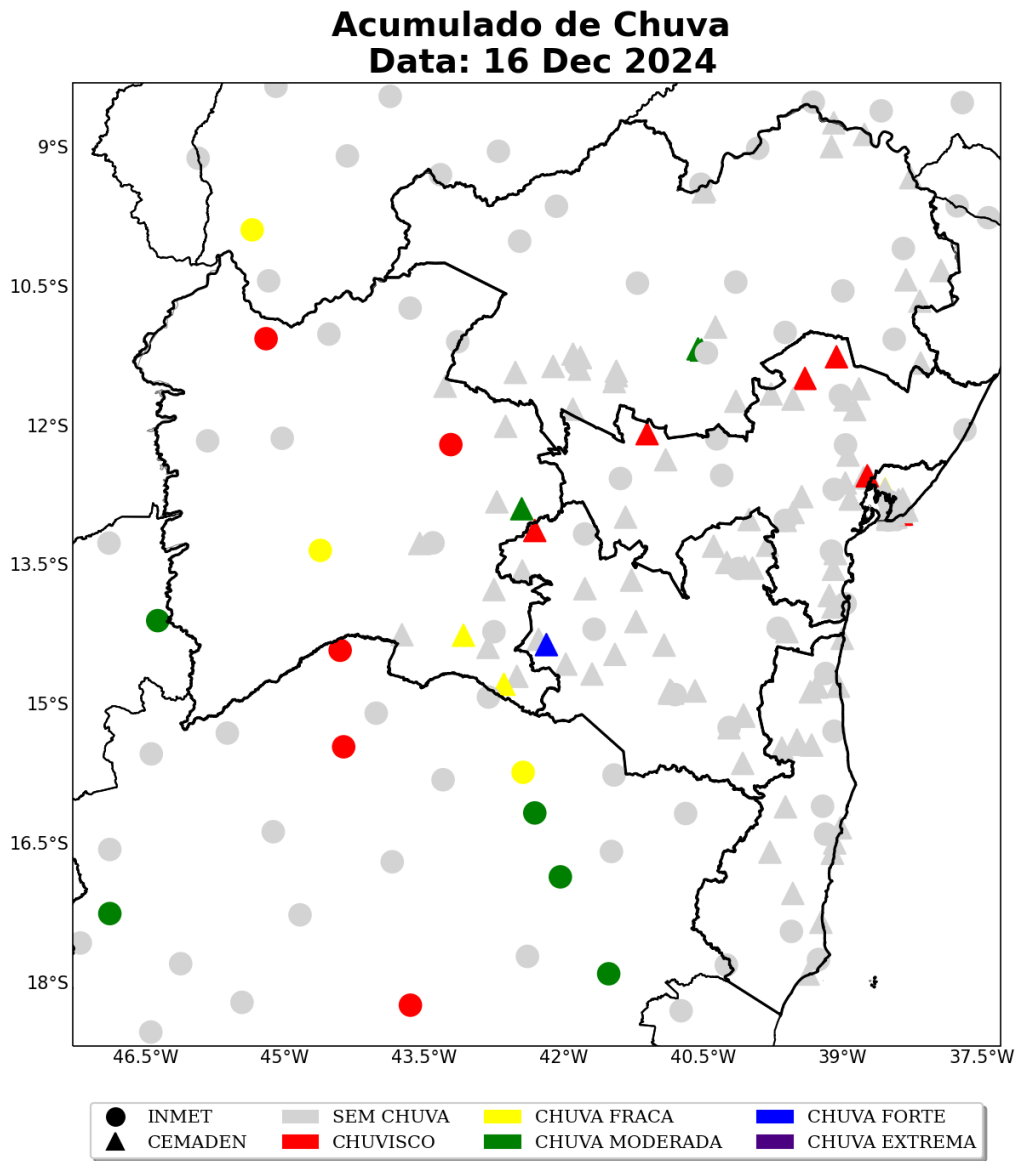 Acumulado de Chuva
Data: 16 Dec 2024
9°S
10.5°S
12°S
13.5°S
15°S
16.5°S
18°S
46.5°W 45°W 43.5°W 42°W 40.5°W 39°W 37.5°W
INMET SEM CHUVA CHUVA FRACA CHUVA FORTE
CEMADEN CHUVISCO CHUVA MODERADA CHUVA EXTREMA